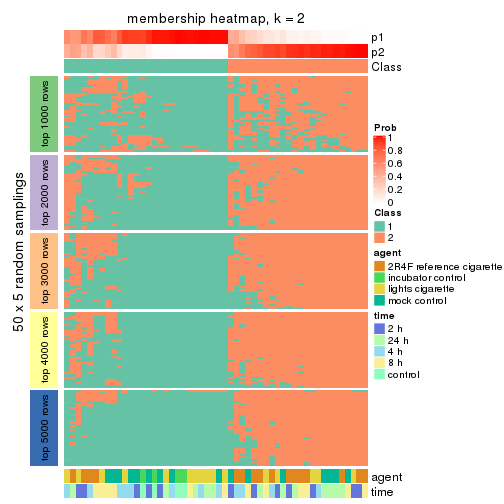 membership heatmap, k = 2
p1
p2
Class
50 x 5 random samplings
top 1000 rows
top 2000 rows
top 3000 rows
top 4000 rows
top 5000 rows
Prob
1
0.8
0.6
0.4
0.2
0
Class
1
2
agent
2R4F reference cigarette
incubator control
lights cigarette
mock control
time
2 h
24 h
4 h
8 h
control
agent
time